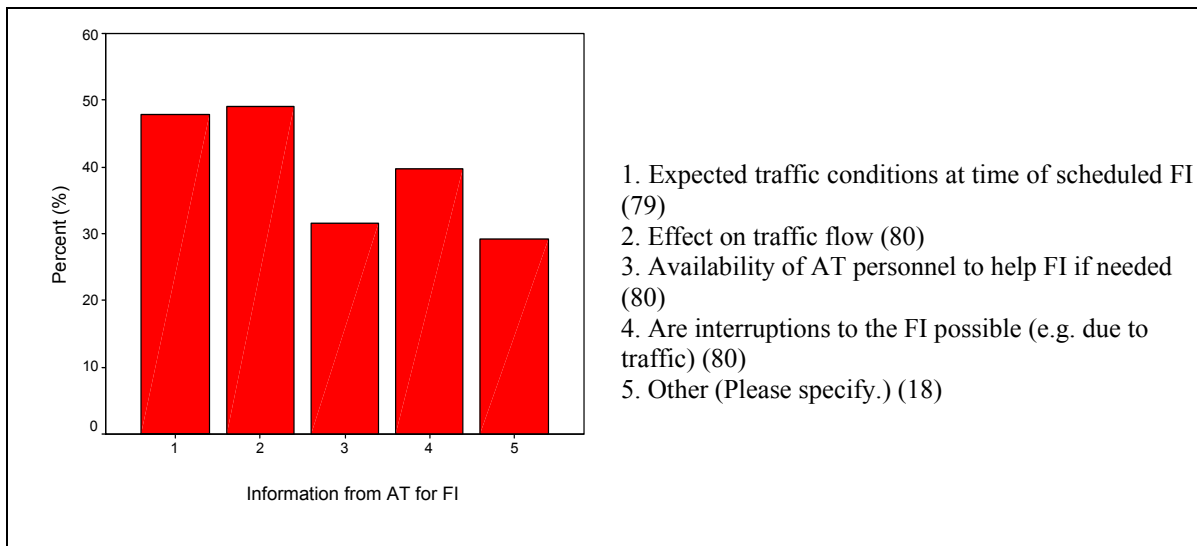 60
50
40
30
20
10
0
Percent (%)
1 2 3 4 5
Information from AT for FI
1. Expected traffic conditions at time of scheduled FI
(79)
2. Effect on traffic flow (80)
3. Availability of AT personnel to help FI if needed
(80)
4. Are interruptions to the FI possible (e.g. due to
traffic) (80)
5. Other (Please specify.) (18)